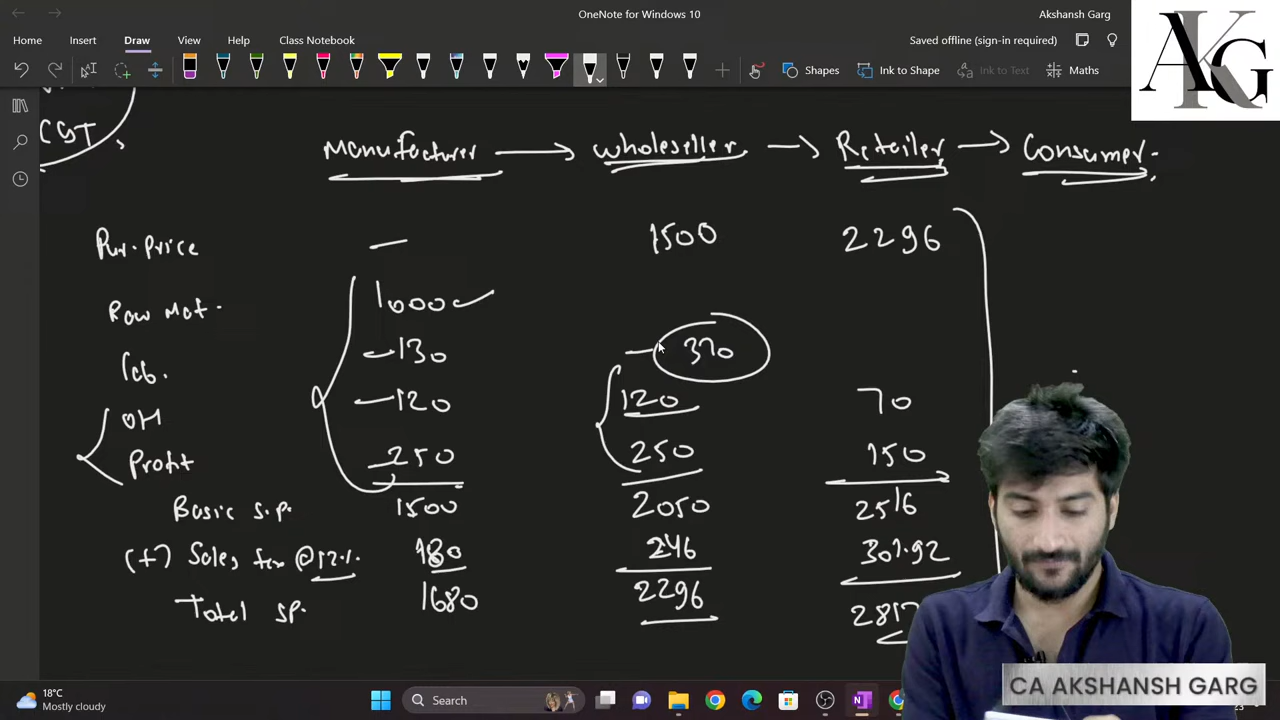 OneNote for Windows 10
Akshansh Garg
Home Insert Draw View Help Class Notebook
Saved offline (sign-in required)
Shapes Ink to Shape Ink to Text Maths
AKG
CGT,
Manufacturer → wholeseller → Retailer → Consumer.
Pur. Price — 1500 2296
Raw Mat. 1000
lab. 130 — 370
OH 120 120 70
Profit 250 250 150
Basic s.p. 1500 2050 2516
(+) Sales tax @12%. 180 246 301.92
Total sp. 1680 2296
CA AKSHANSH GARG
18°C
Mostly cloudy
Search